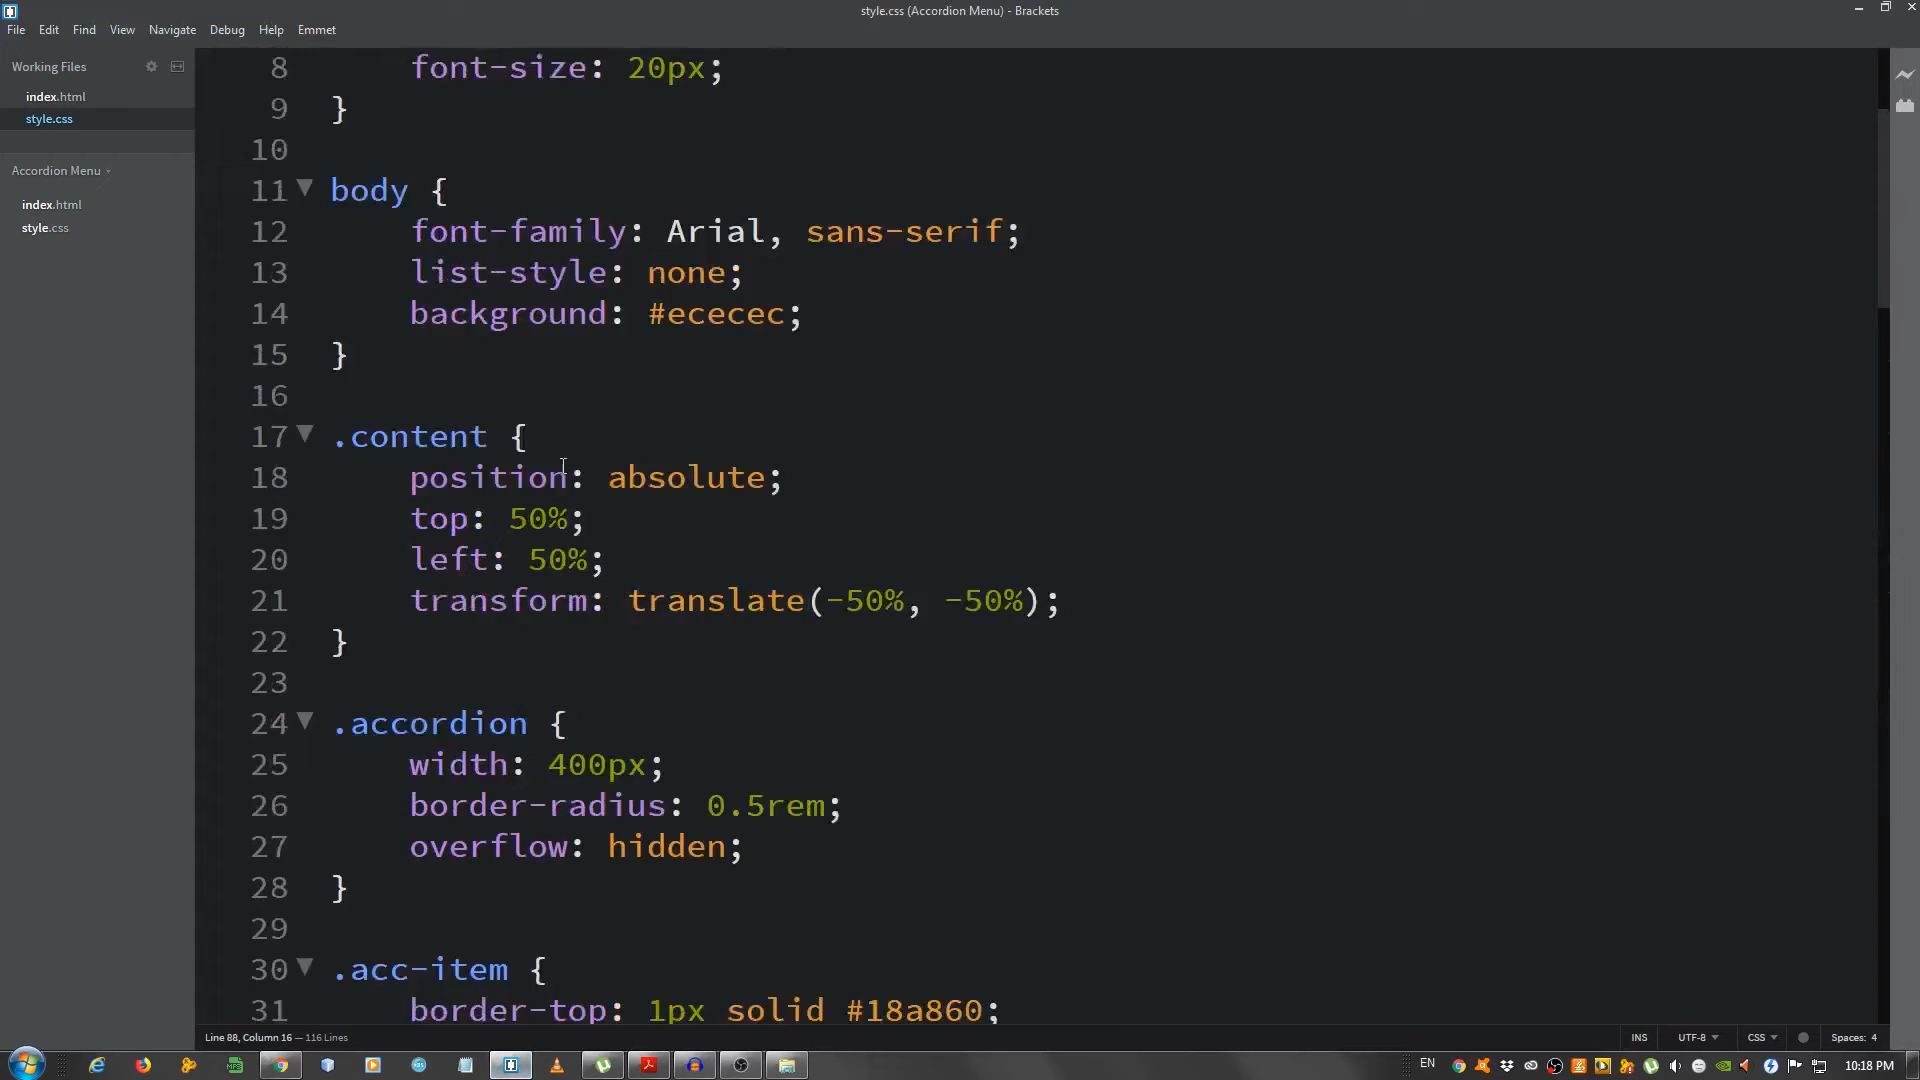 style.css (Accordion Menu) - Brackets
File Edit Find View Navigate Debug Help Emmet
Working Files
index.html
style.css
Accordion Menu
index.html
style.css
8 font-size: 20px;
9 }
10
11 body {
12 font-family: Arial, sans-serif;
13 list-style: none;
14 background: #ececec;
15 }
16
17 .content {
18 position: absolute;
19 top: 50%;
20 left: 50%;
21 transform: translate(-50%, -50%);
22 }
23
24 .accordion {
25 width: 400px;
26 border-radius: 0.5rem;
27 overflow: hidden;
28 }
29
30 .acc-item {
31 border-top: 1px solid #18a860;
Line 88, Column 16 — 116 Lines
INS UTF-8 CSS Spaces: 4
EN 10:18 PM